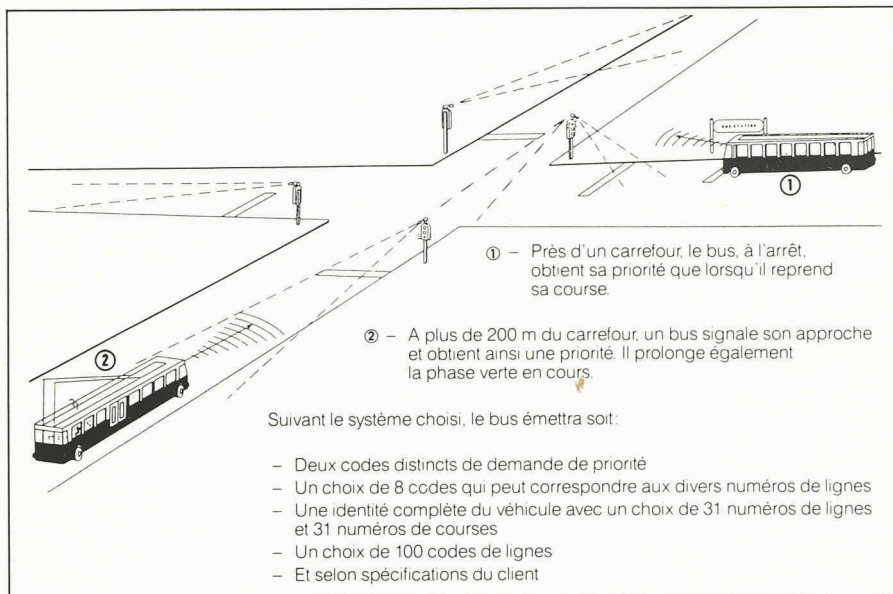 BUS STATION
①
① – Près d'un carrefour, le bus, à l'arrêt,
obtient sa priorité que lorsqu'il reprend
sa course.
② – A plus de 200 m du carrefour, un bus signale son approche
et obtient ainsi une priorité. Il prolonge également
la phase verte en cours.
②
Suivant le système choisi, le bus émettra soit:
– Deux codes distincts de demande de priorité
– Un choix de 8 codes qui peut correspondre aux divers numéros de lignes
– Une identité complète du véhicule avec un choix de 31 numéros de lignes
et 31 numéros de courses
– Un choix de 100 codes de lignes
– Et selon spécifications du client